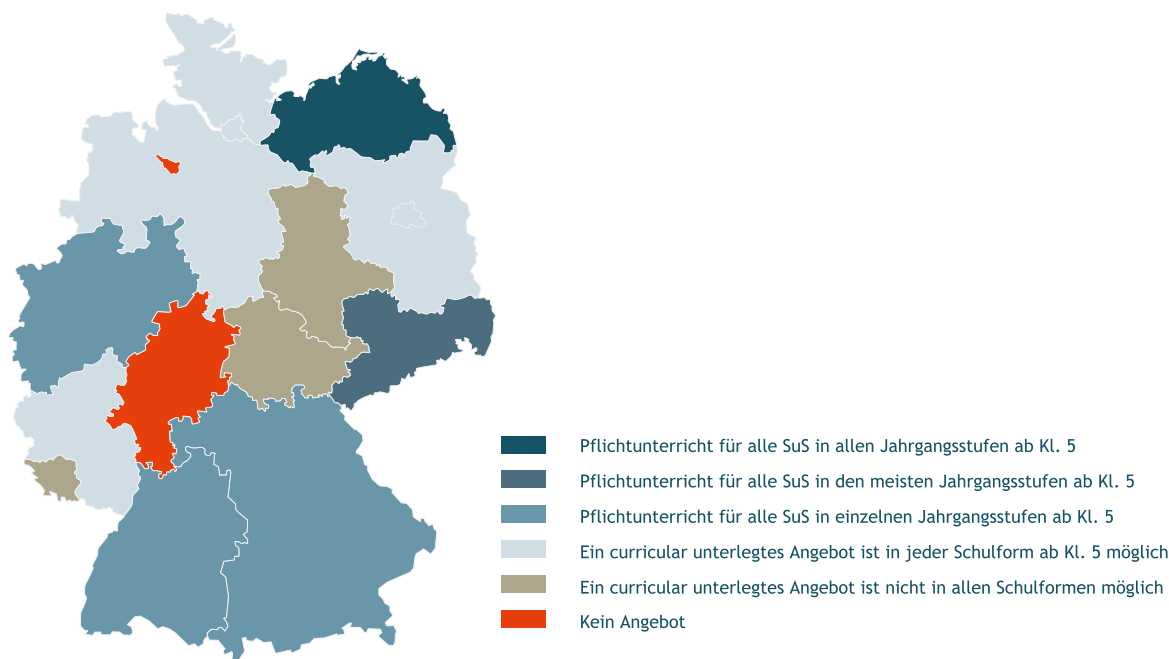 Pflichtunterricht für alle SuS in allen Jahrgangsstufen ab Kl. 5
Pflichtunterricht für alle SuS in den meisten Jahrgangsstufen ab Kl. 5
Pflichtunterricht für alle SuS in einzelnen Jahrgangsstufen ab Kl. 5
Ein curricular unterlegtes Angebot ist in jeder Schulform ab Kl. 5 möglich
Ein curricular unterlegtes Angebot ist nicht in allen Schulformen möglich
Kein Angebot